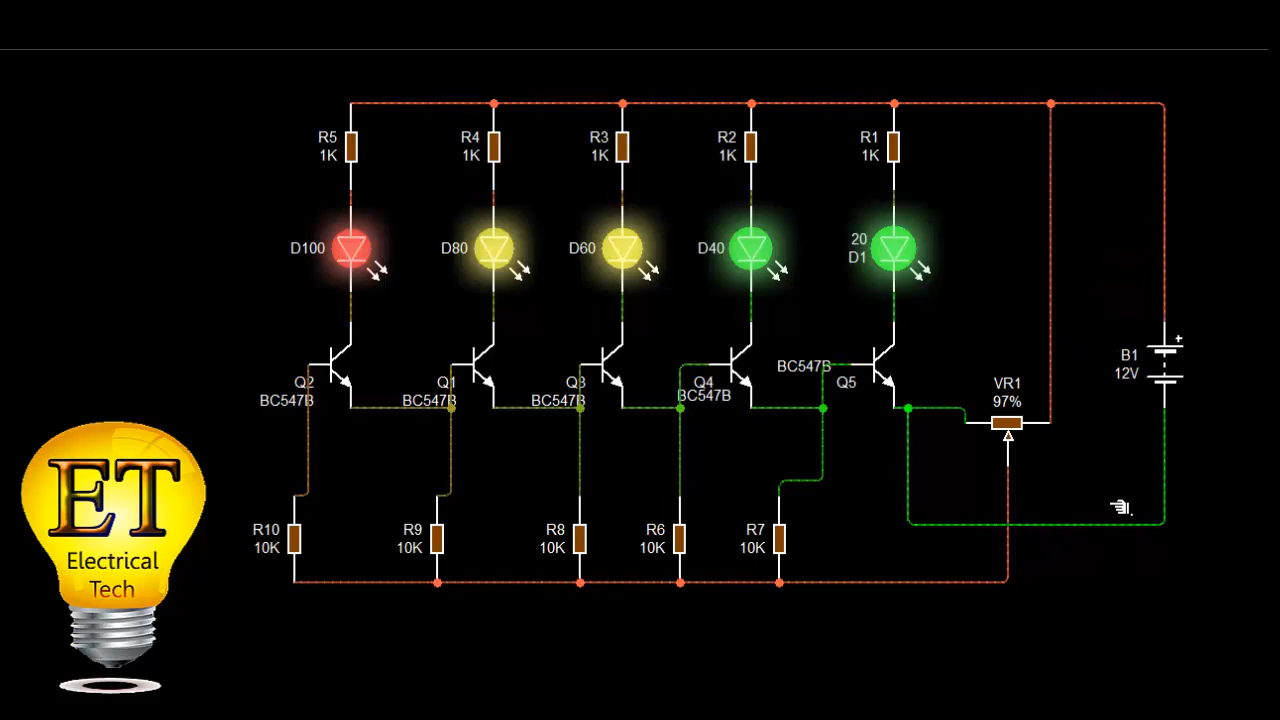 R5
1K
R4
1K
R3
1K
R2
1K
R1
1K
D100
D80
D60
D40
20
D1
Q2
BC547B
Q1
BC547B
Q3
BC547B
Q4
BC547B
BC547B
Q5
VR1
97%
B1
12V
+
R10
10K
R9
10K
R8
10K
R6
10K
R7
10K
ET
Electrical
Tech